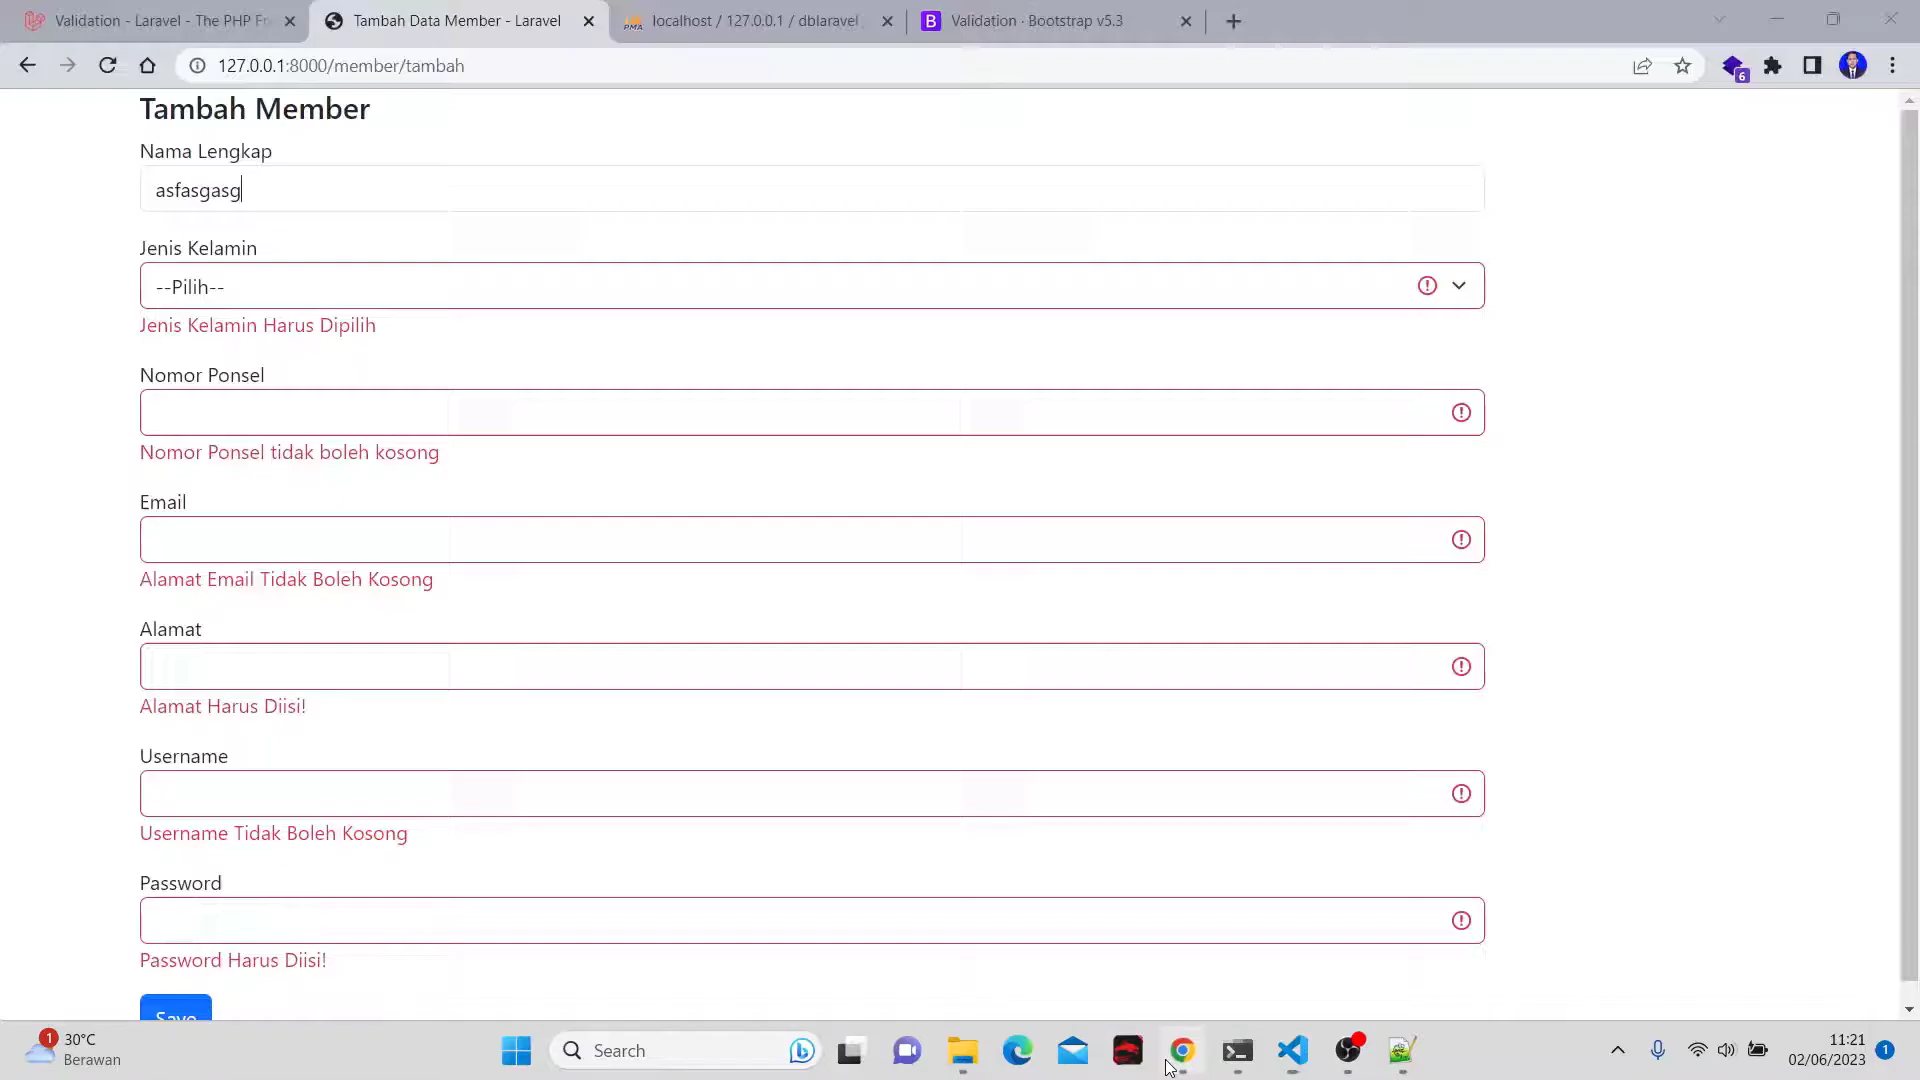 Validation - Laravel - The PHP Fr
Tambah Data Member - Laravel
localhost / 127.0.0.1 / dblaravel
Validation · Bootstrap v5.3
127.0.0.1:8000/member/tambah
6
Tambah Member
Nama Lengkap
asfasgasg
Jenis Kelamin
--Pilih--
Jenis Kelamin Harus Dipilih
Nomor Ponsel
Nomor Ponsel tidak boleh kosong
Email
Alamat Email Tidak Boleh Kosong
Alamat
Alamat Harus Diisi!
Username
Username Tidak Boleh Kosong
Password
Password Harus Diisi!
Save
1
30°C
Berawan
Search
11:21
02/06/2023
1